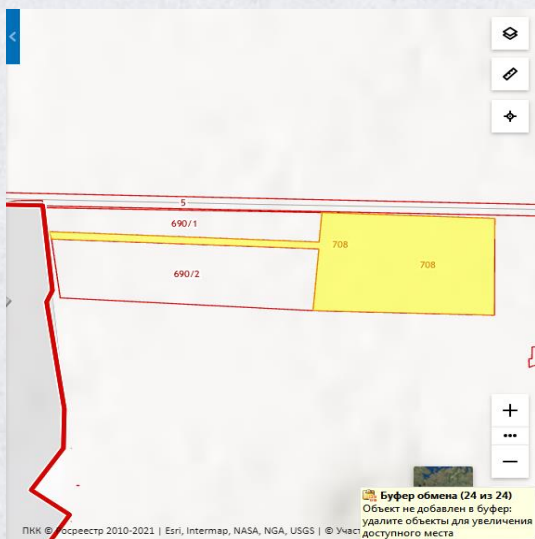 5
690/1
708
708
690/2
Буфер обмена (24 из 24)
Объект не добавлен в буфер:
удалите объекты для увеличения
доступного места
ПКК © Росреестр 2010-2021 | Esri, Intermap, NASA, NGA, USGS | ©